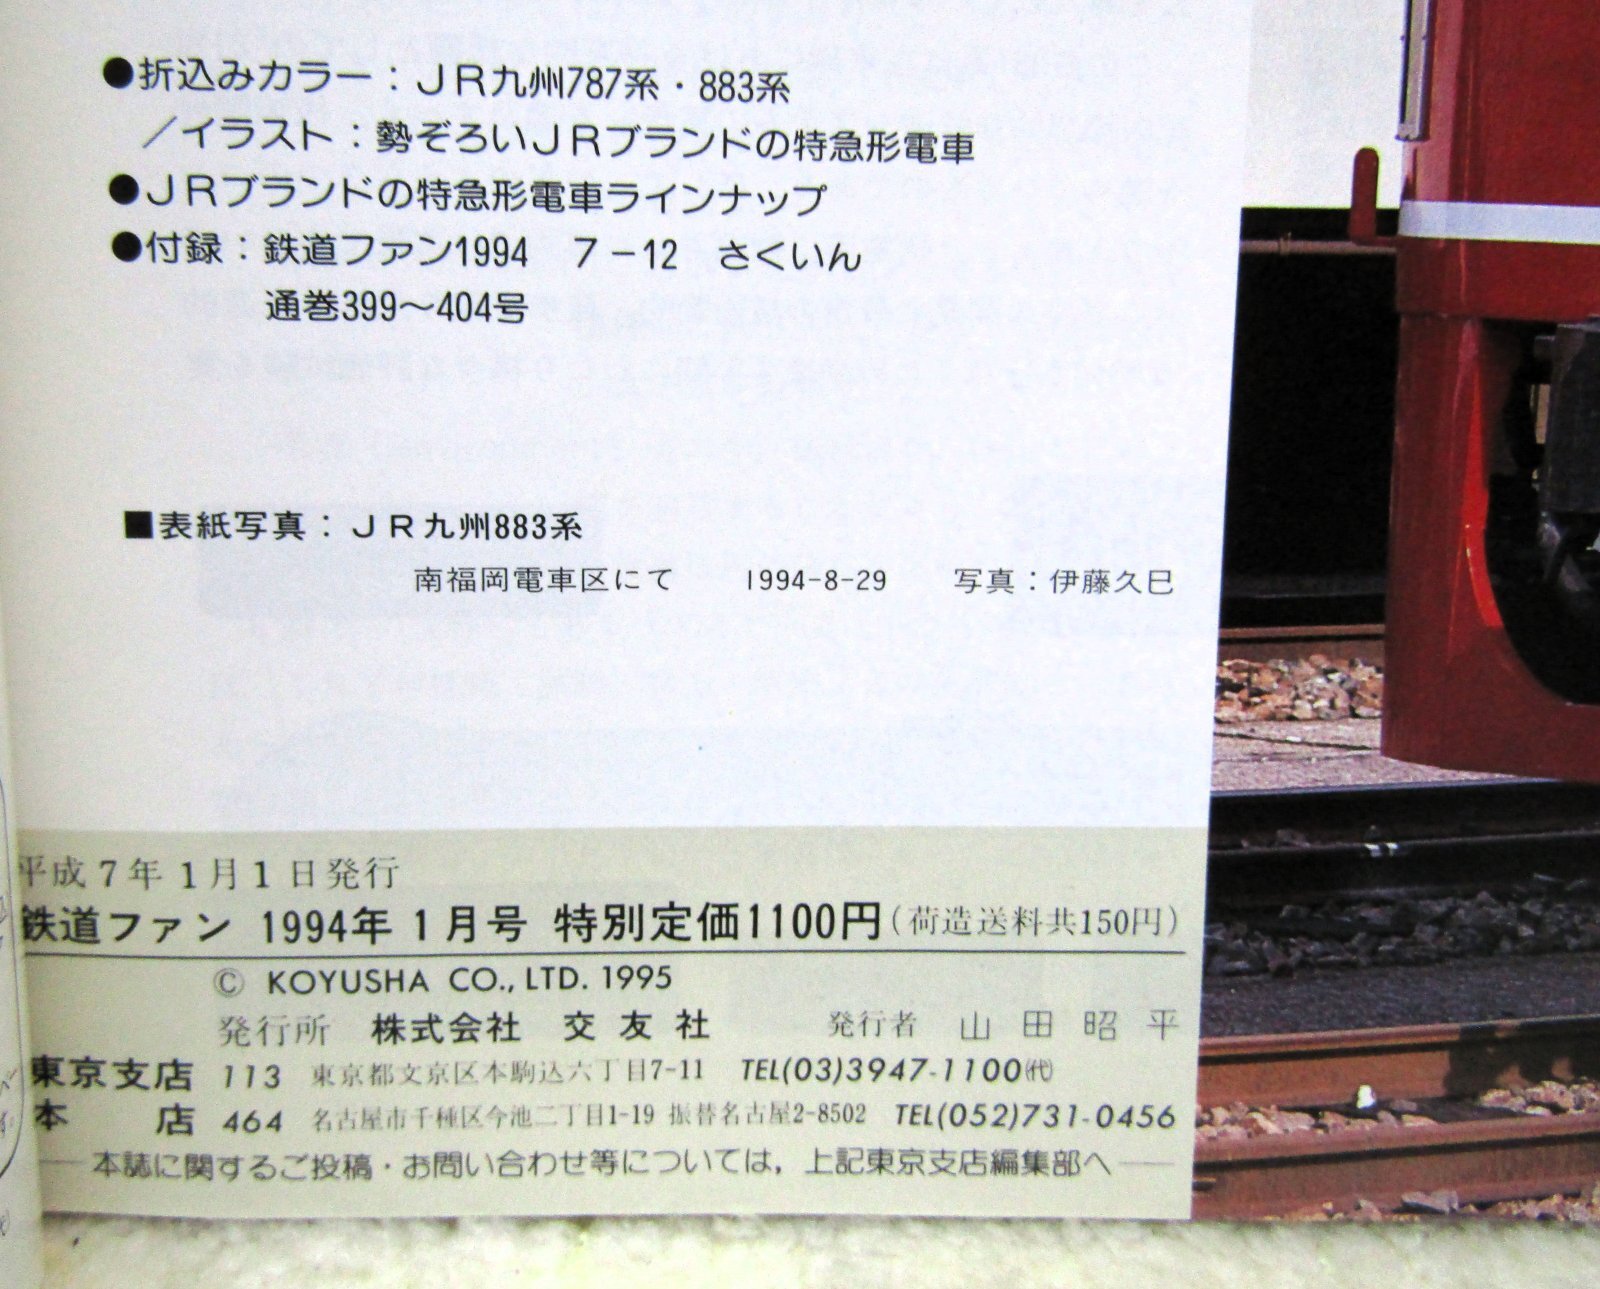 ●折込みカラー：ＪＲ九州787系・883系
／イラスト：勢ぞろいＪＲブランドの特急形電車
●ＪＲブランドの特急形電車ラインナップ
●付録：鉄道ファン1994　７－12　さくいん
通巻399～404号
■表紙写真：ＪＲ九州883系
南福岡電車区にて　1994-8-29　写真：伊藤久巳
平成７年１月１日発行
鉄道ファン 1994年１月号 特別定価1100円(荷造送料共150円)
© KOYUSHA CO., LTD. 1995
発行所　株式会社　交友社　発行者　山田昭平
東京支店 113 東京都文京区本駒込六丁目7-11 TEL(03)3947-1100㈹
本店 464 名古屋市千種区今池二丁目1-19 振替名古屋2-8502 TEL(052)731-0456
――本誌に関するご投稿・お問い合わせ等については，上記東京支店編集部へ――